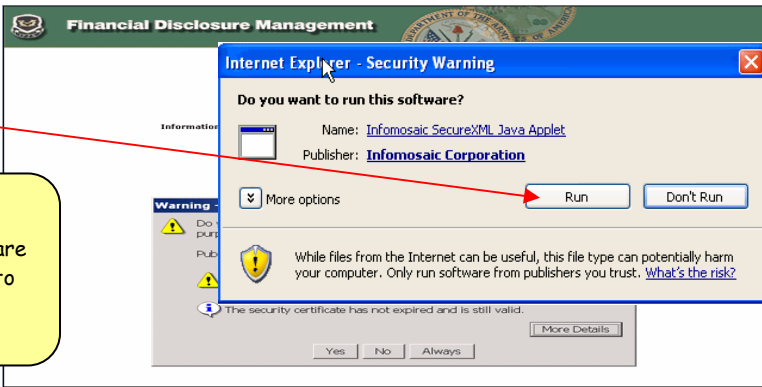 Financial Disclosure Management
Internet Explorer - Security Warning
Do you want to run this software?
Name: Infomosaic SecureXML Java Applet
Publisher: Infomosaic Corporation
More options
Run
Don't Run
While files from the Internet can be useful, this file type can potentially harm
your computer. Only run software from publishers you trust. What's the risk?
Information
Warning -
Do
The security certificate has not expired and is still valid.
More Details
Yes
No
Always
to